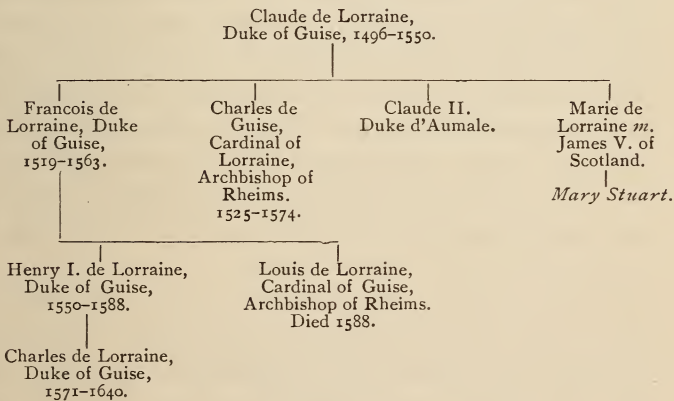 Claude de Lorraine,
Duke of Guise, 1496–1550.
Francois de
Lorraine, Duke
of Guise,
1519–1563.
Charles de
Guise,
Cardinal of
Lorraine,
Archbishop of
Rheims.
1525–1574.
Claude II.
Duke d'Aumale.
Marie de
Lorraine m.
James V. of
Scotland.
Mary Stuart.
Henry I. de Lorraine,
Duke of Guise,
1550–1588.
Louis de Lorraine,
Cardinal of Guise,
Archbishop of Rheims.
Died 1588.
Charles de Lorraine,
Duke of Guise,
1571–1640.